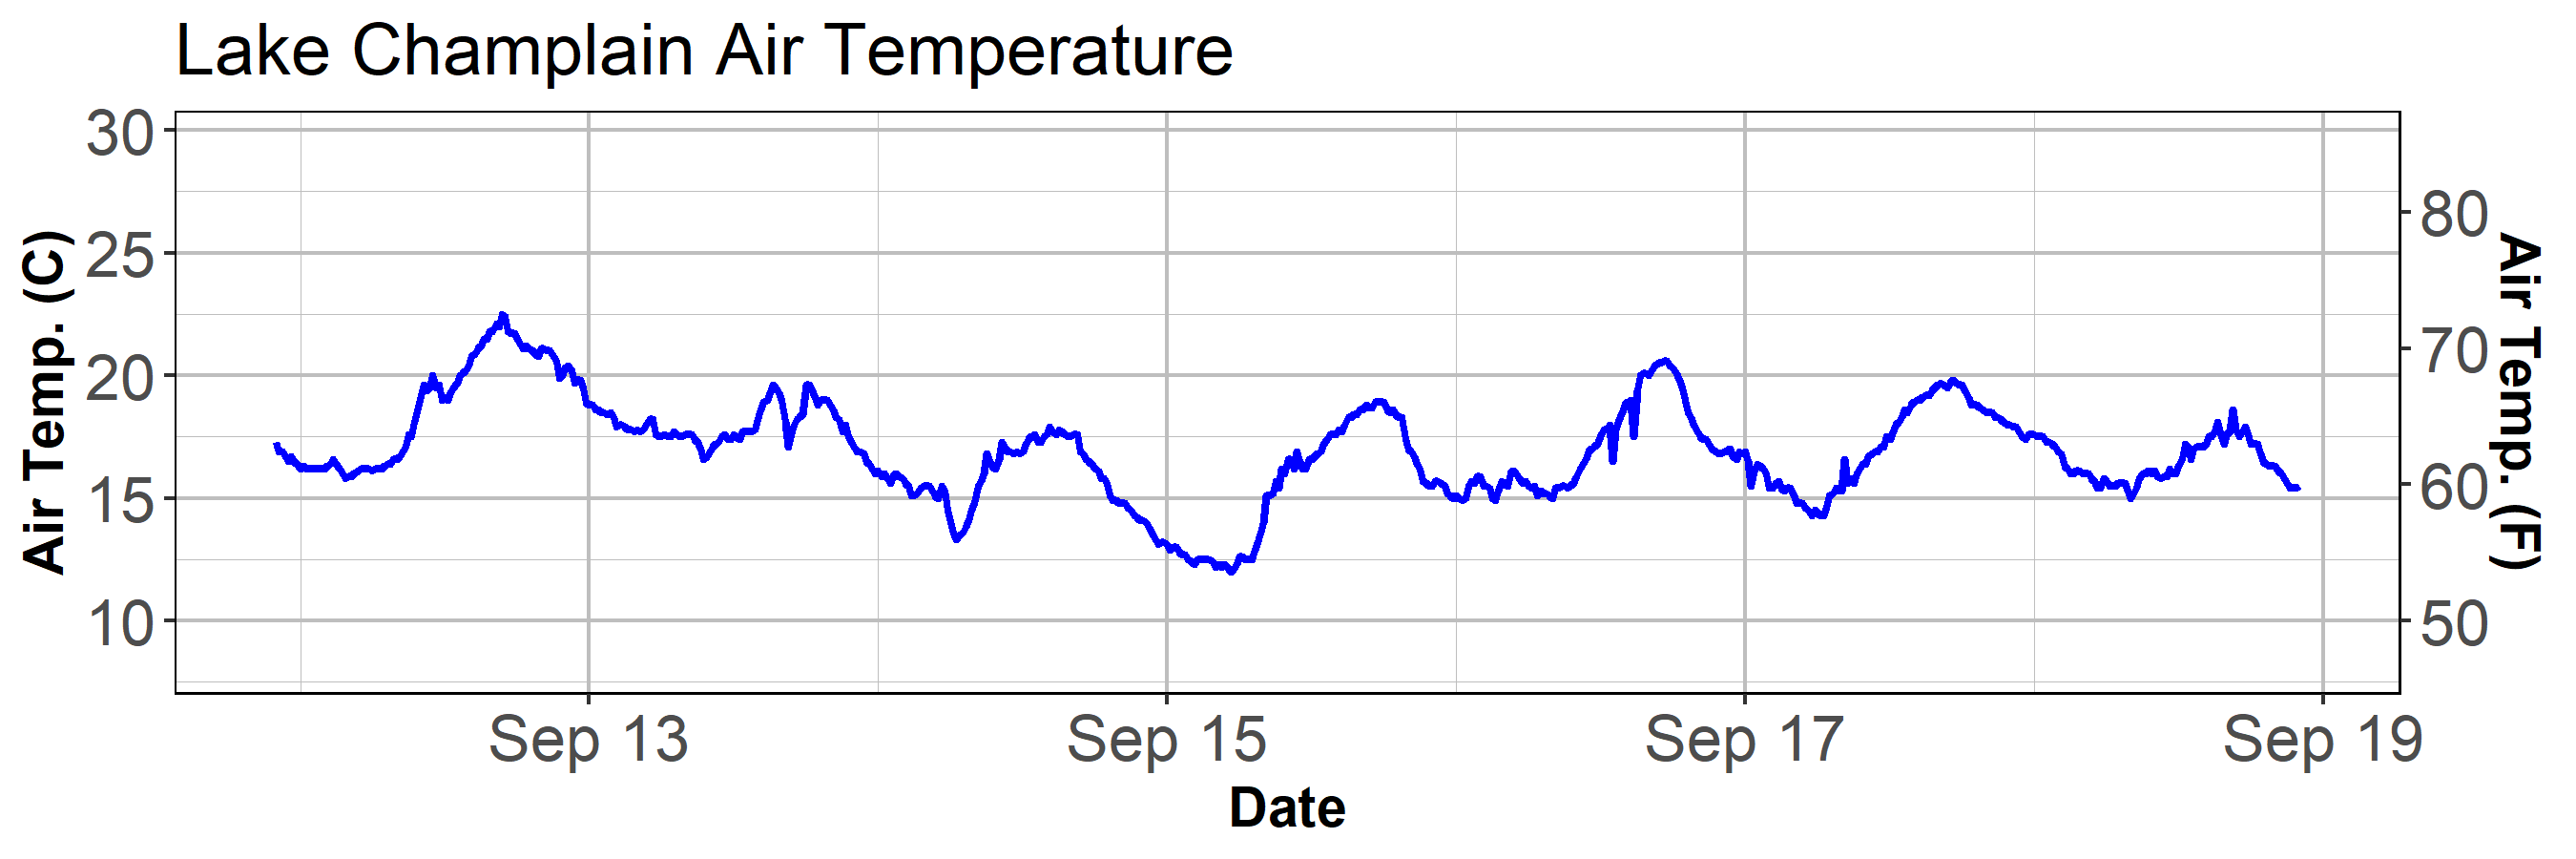 Lake Champlain Air Temperature
Air Temp. (C)
30
25
20
15
10
80
70
60
50
Air Temp. (F)
Sep 13
Sep 15
Sep 17
Sep 19
Date